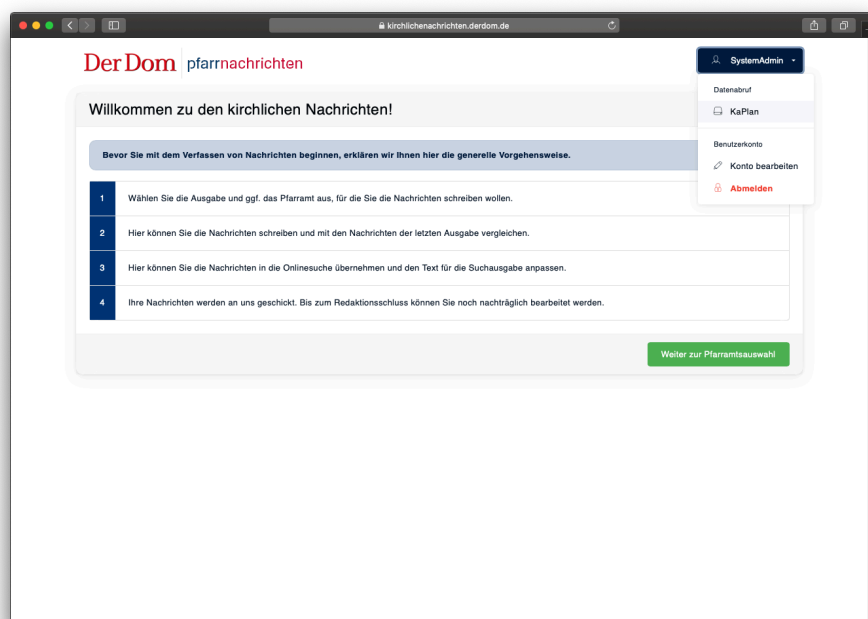 kirchlichenachrichten.derdom.de
Der Dom pfarrnachrichten
SystemAdmin
Datenabruf
KaPlan
Benutzerkonto
Konto bearbeiten
Abmelden
Willkommen zu den kirchlichen Nachrichten!
Bevor Sie mit dem Verfassen von Nachrichten beginnen, erklären wir Ihnen hier die generelle Vorgehensweise.
1 Wählen Sie die Ausgabe und ggf. das Pfarramt aus, für die Sie die Nachrichten schreiben wollen.
2 Hier können Sie die Nachrichten schreiben und mit den Nachrichten der letzten Ausgabe vergleichen.
3 Hier können Sie die Nachrichten in die Onlinesuche übernehmen und den Text für die Suchausgabe anpassen.
4 Ihre Nachrichten werden an uns geschickt. Bis zum Redaktionsschluss können Sie noch nachträglich bearbeitet werden.
Weiter zur Pfarramtsauswahl